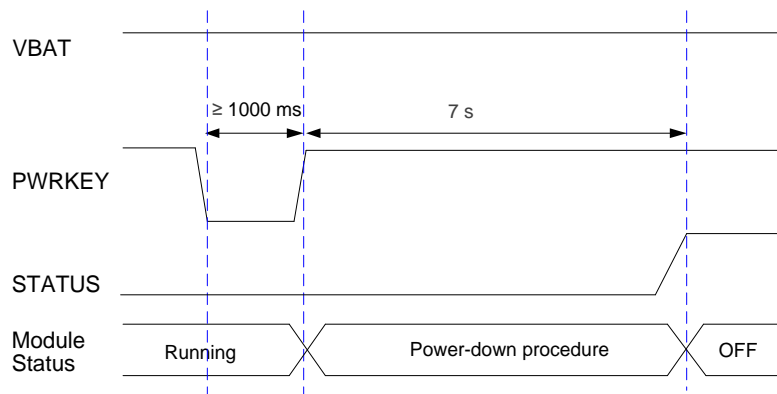 VBAT
≥ 1000 ms
7 s
PWRKEY
STATUS
Module
Status
Running
Power-down procedure
OFF